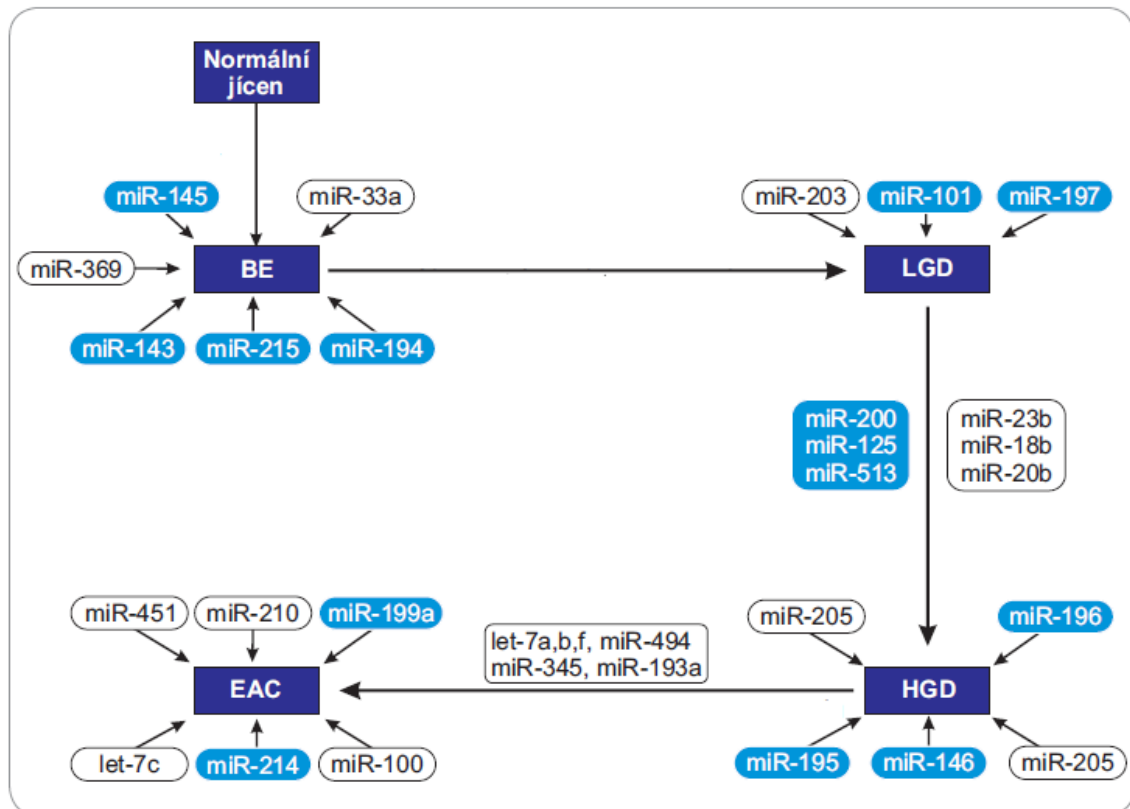 Normální
jícen
miR-145
miR-33a
miR-203
miR-101
miR-197
miR-369
BE
LGD
miR-143
miR-215
miR-194
miR-200
miR-125
miR-513
miR-23b
miR-18b
miR-20b
miR-451
miR-210
miR-199a
let-7a,b,f, miR-494
miR-345, miR-193a
miR-205
miR-196
EAC
HGD
let-7c
miR-214
miR-100
miR-195
miR-146
miR-205